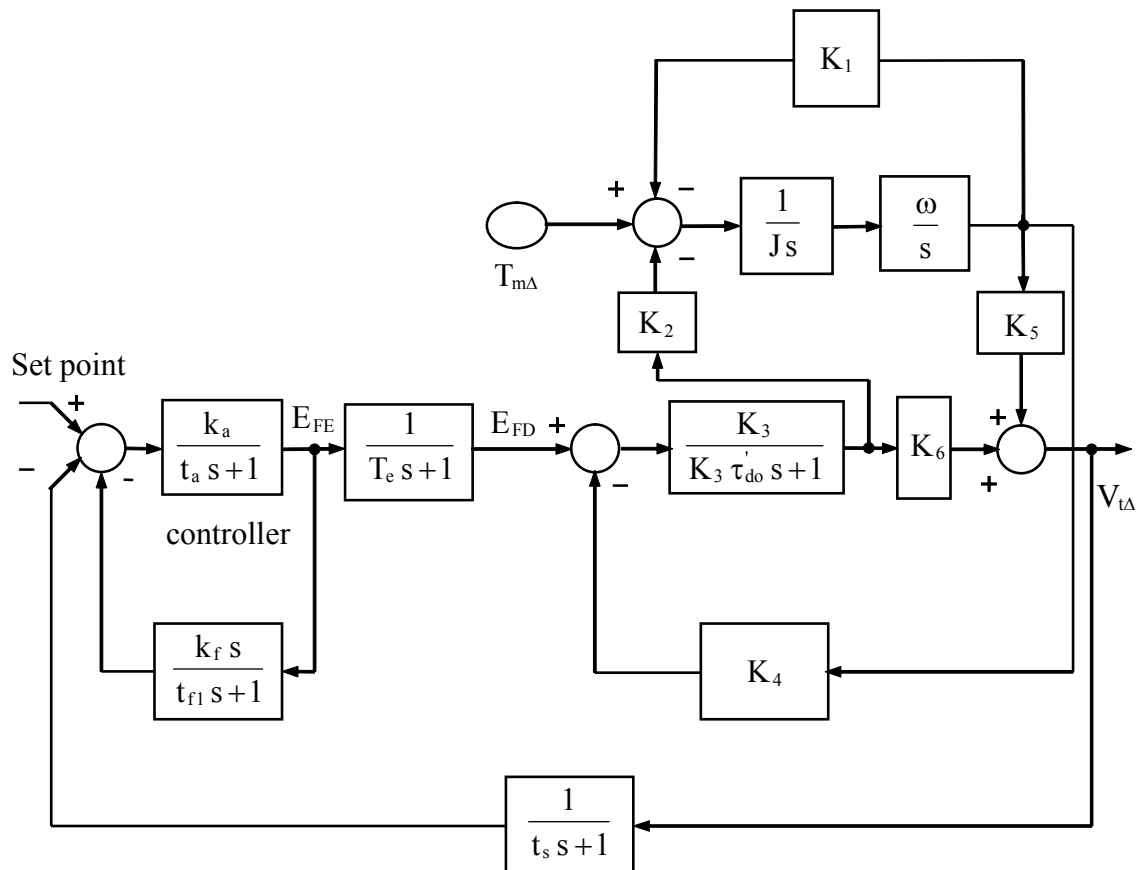 K₁
+
−
1
J s
ω
s
T_mΔ
−
K₂
K₅
Set point
+
k_a
t_a s + 1
E_FE
1
T_e s + 1
E_FD
+
K₃
K₃ τ'_do s + 1
K₆
+
−
-
−
+
V_tΔ
controller
k_f s
t_f1 s + 1
K₄
1
t_s s + 1